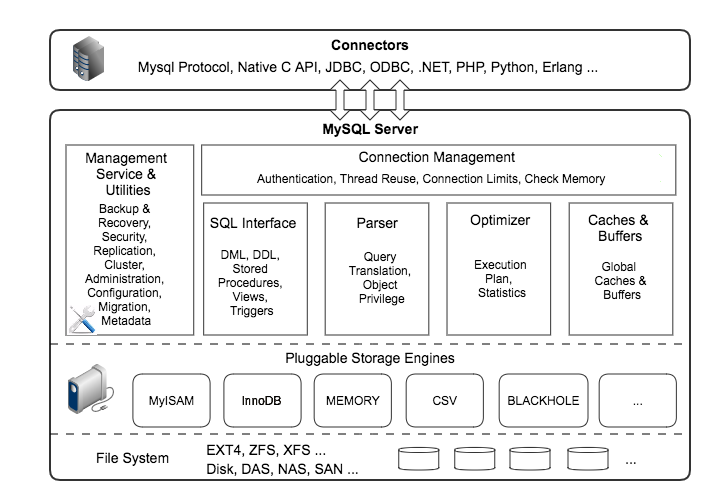 Connectors
Mysql Protocol, Native C API, JDBC, ODBC, .NET, PHP, Python, Erlang ...
MySQL Server
Management
Service &
Utilities
Backup &
Recovery,
Security,
Replication,
Cluster,
Administration,
Configuration,
Migration,
Metadata
Connection Management
Authentication, Thread Reuse, Connection Limits, Check Memory
SQL Interface
DML, DDL,
Stored
Procedures,
Views,
Triggers
Parser
Query
Translation,
Object
Privilege
Optimizer
Execution
Plan,
Statistics
Caches &
Buffers
Global
Caches &
Buffers
Pluggable Storage Engines
MyISAM
InnoDB
MEMORY
CSV
BLACKHOLE
...
File System
EXT4, ZFS, XFS ...
Disk, DAS, NAS, SAN ...
...